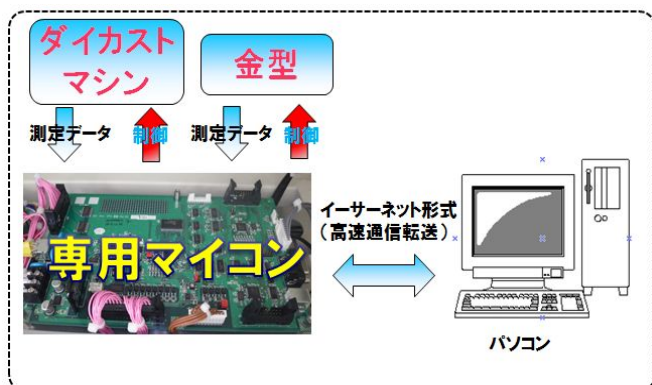 ダイカスト
マシン
金型
測定データ
制御
測定データ
制御
専用マイコン
イーサーネット形式
（高速通信転送）
パソコン